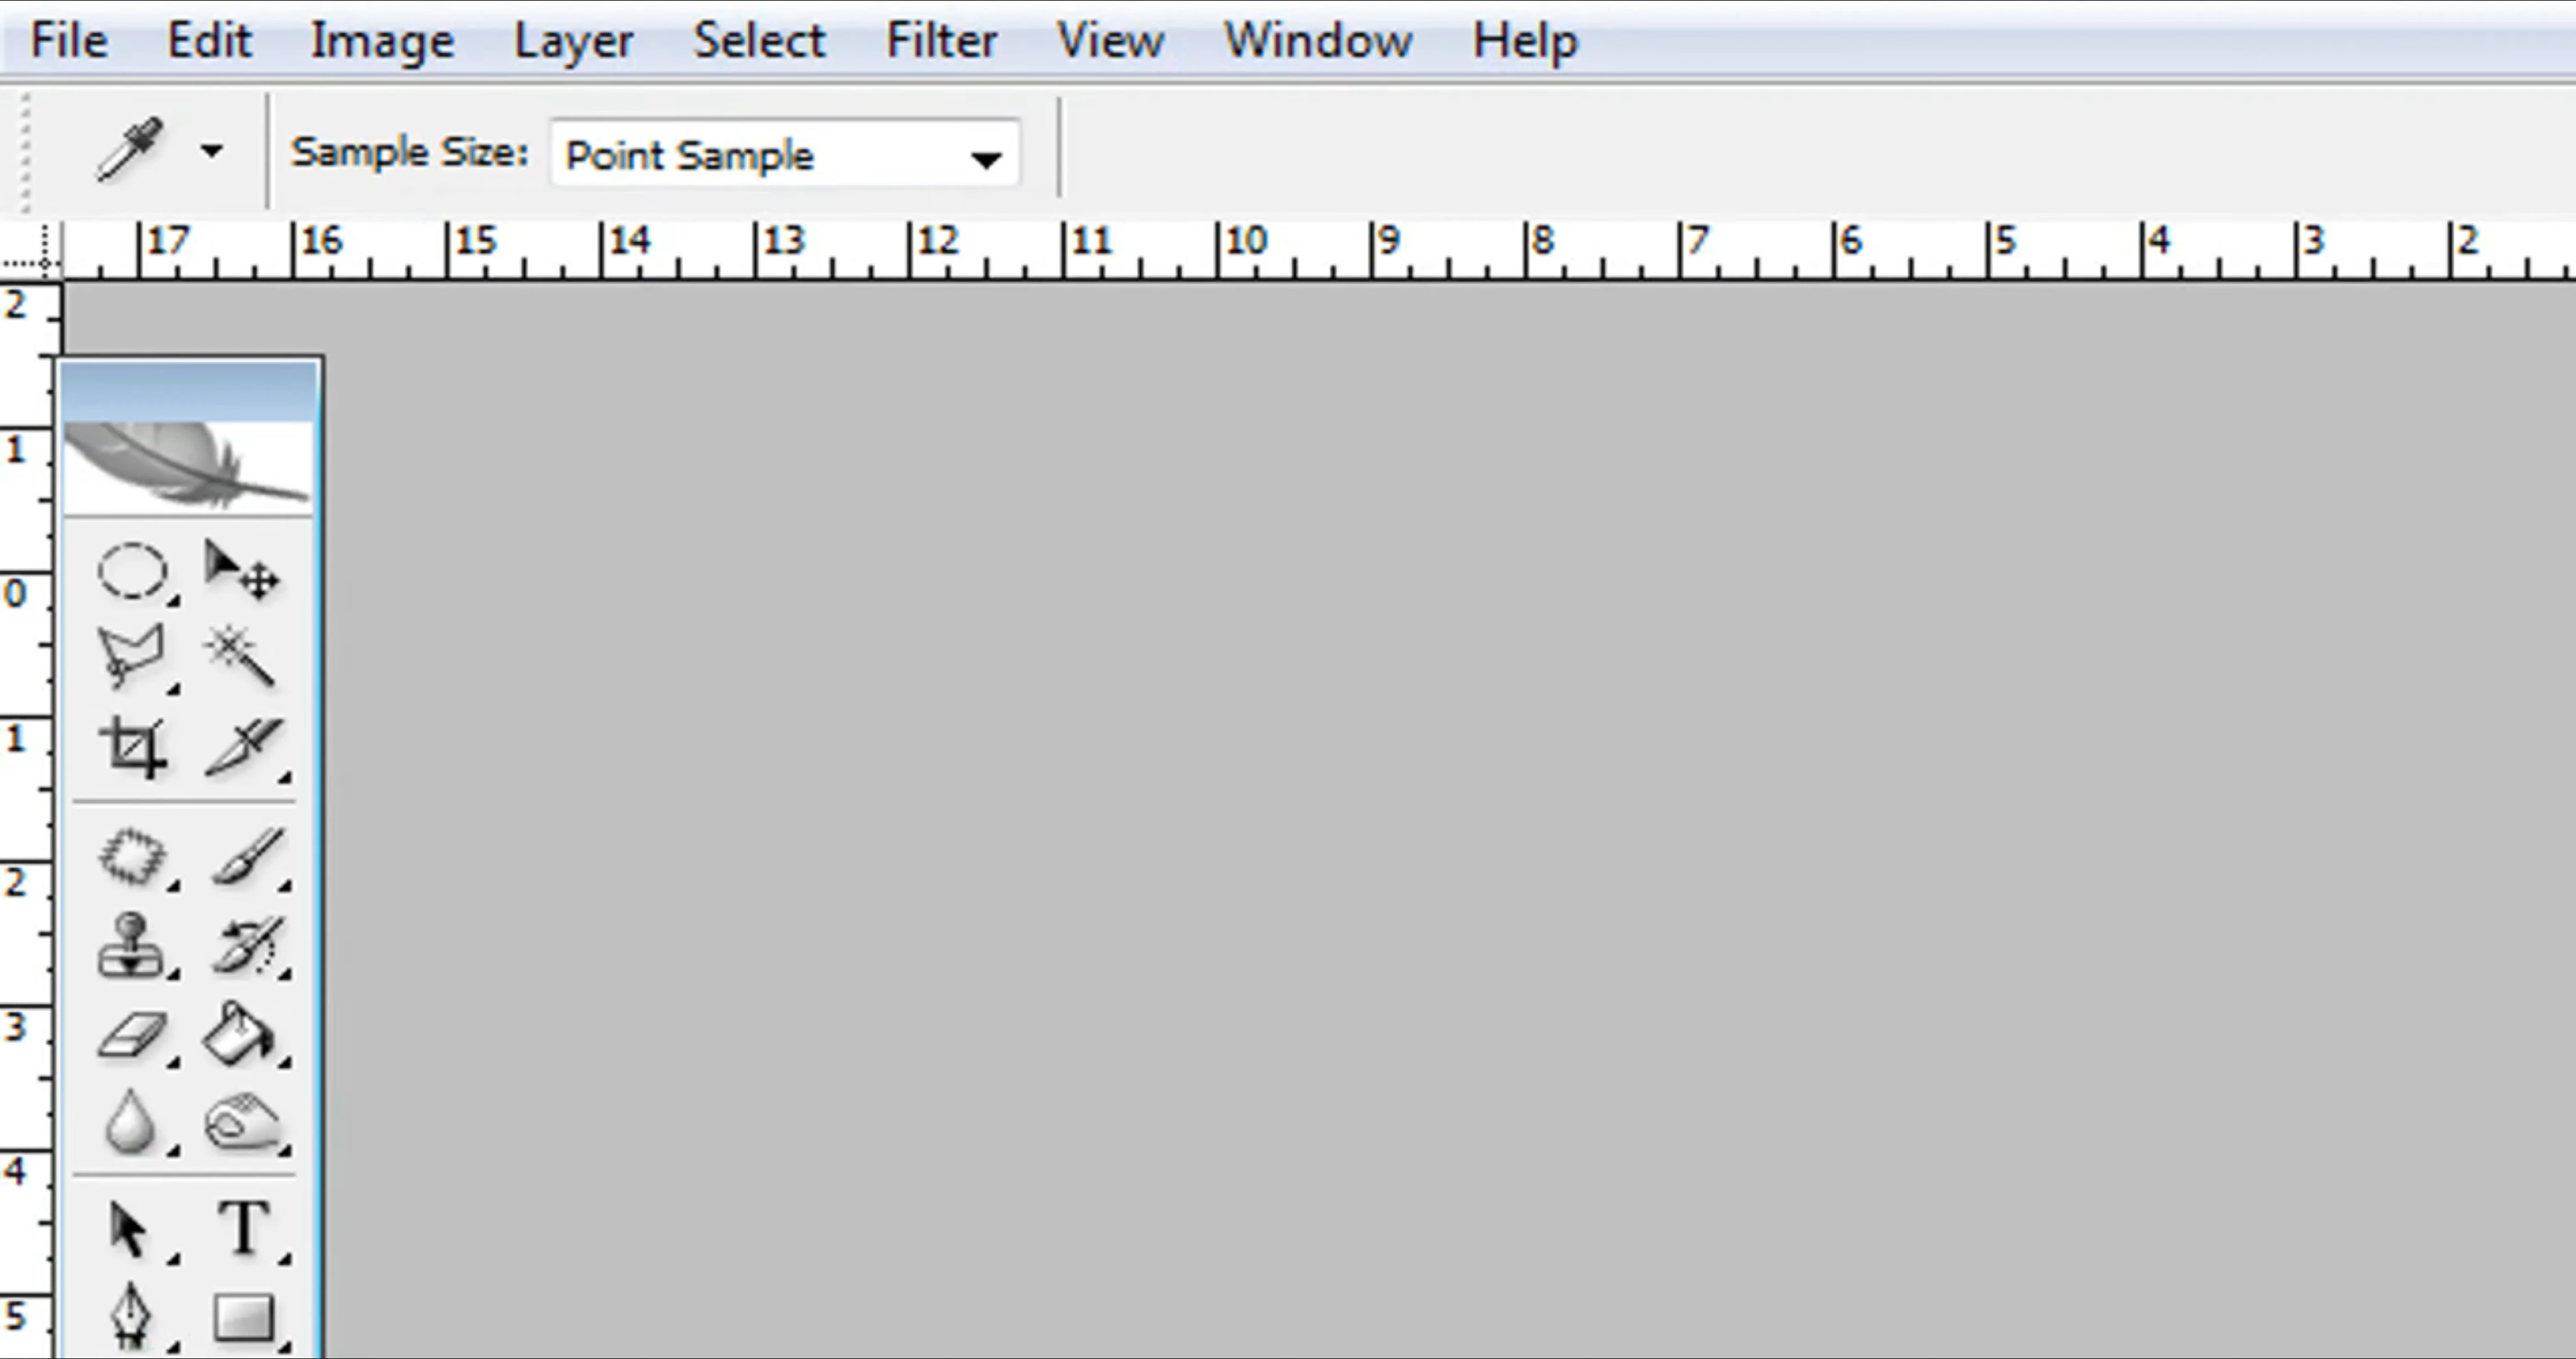 File Edit Image Layer Select Filter View Window Help
Sample Size: Point Sample
17 16 15 14 13 12 11 10 9 8 7 6 5 4 3 2
2
1
0
1
2
3
4
T
5